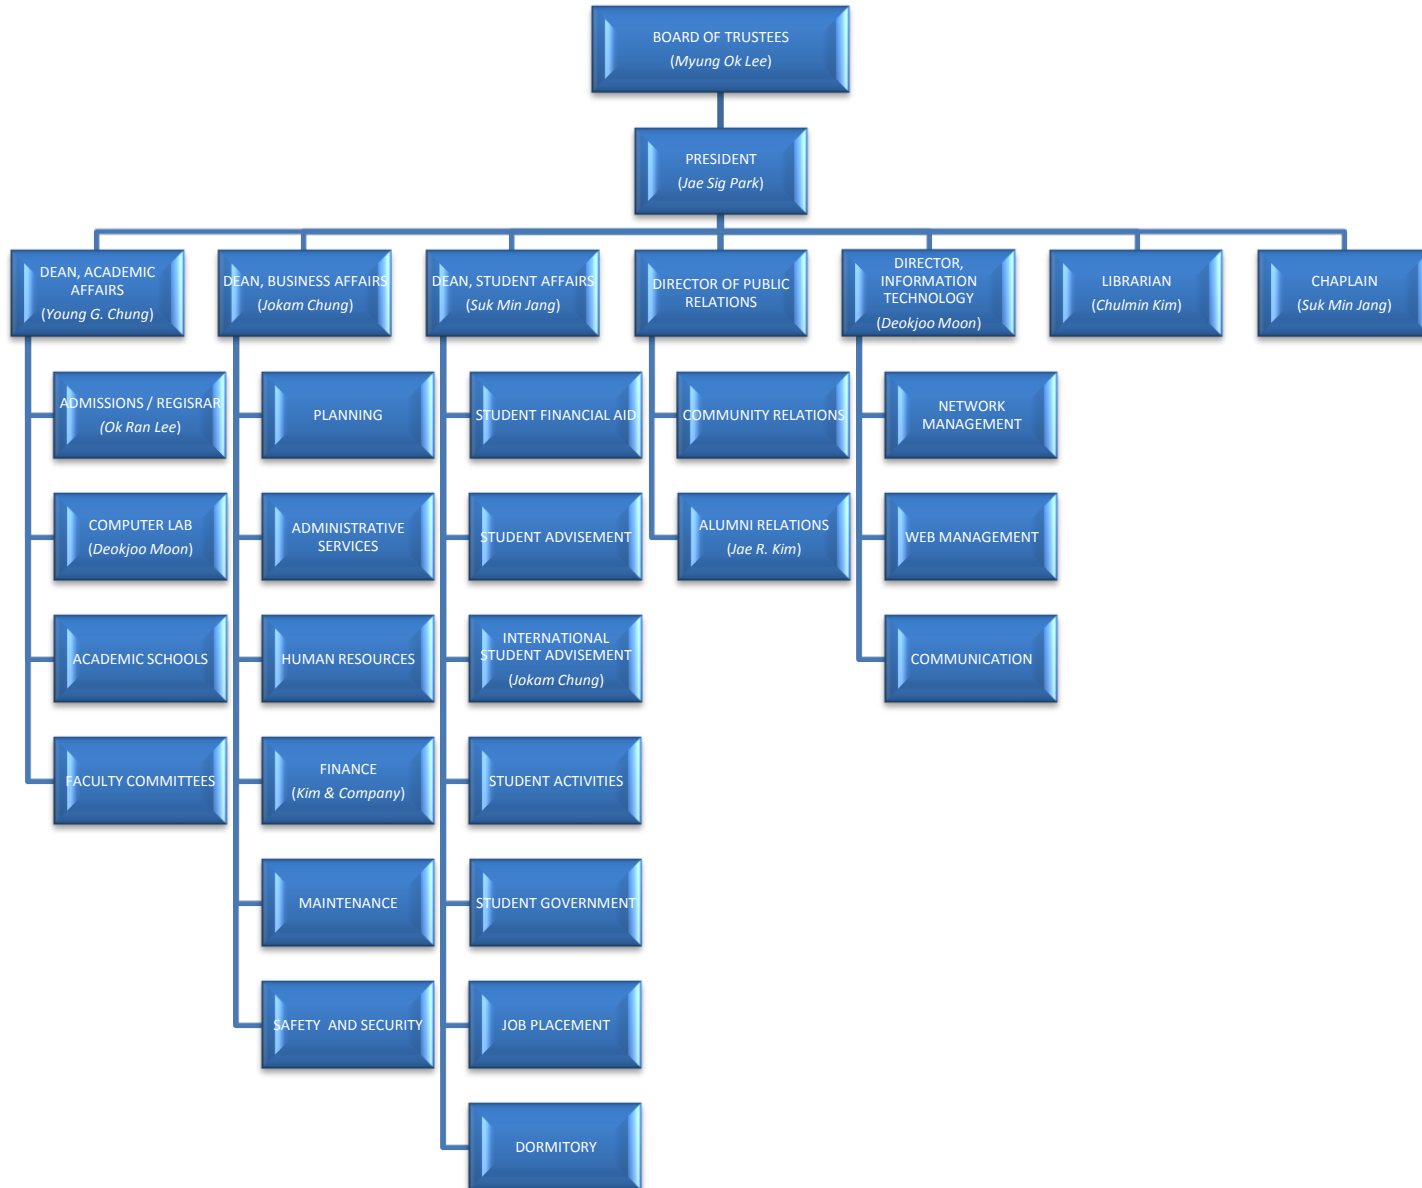 BOARD OF TRUSTEES
(Myung Ok Lee)
PRESIDENT
(Jae Sig Park)
DEAN, ACADEMIC
AFFAIRS
(Young G. Chung)
DEAN, BUSINESS AFFAIRS
(Jokam Chung)
DEAN, STUDENT AFFAIRS
(Suk Min Jang)
DIRECTOR OF PUBLIC
RELATIONS
DIRECTOR,
INFORMATION
TECHNOLOGY
(Deokjoo Moon)
LIBRARIAN
(Chulmin Kim)
CHAPLAIN
(Suk Min Jang)
ADMISSIONS / REGISRAR
(Ok Ran Lee)
COMPUTER LAB
(Deokjoo Moon)
ACADEMIC SCHOOLS
FACULTY COMMITTEES
PLANNING
ADMINISTRATIVE
SERVICES
HUMAN RESOURCES
FINANCE
(Kim & Company)
MAINTENANCE
SAFETY  AND SECURITY
STUDENT FINANCIAL AID
STUDENT ADVISEMENT
INTERNATIONAL
STUDENT ADVISEMENT
(Jokam Chung)
STUDENT ACTIVITIES
STUDENT GOVERNMENT
JOB PLACEMENT
DORMITORY
COMMUNITY RELATIONS
ALUMNI RELATIONS
(Jae R. Kim)
NETWORK
MANAGEMENT
WEB MANAGEMENT
COMMUNICATION